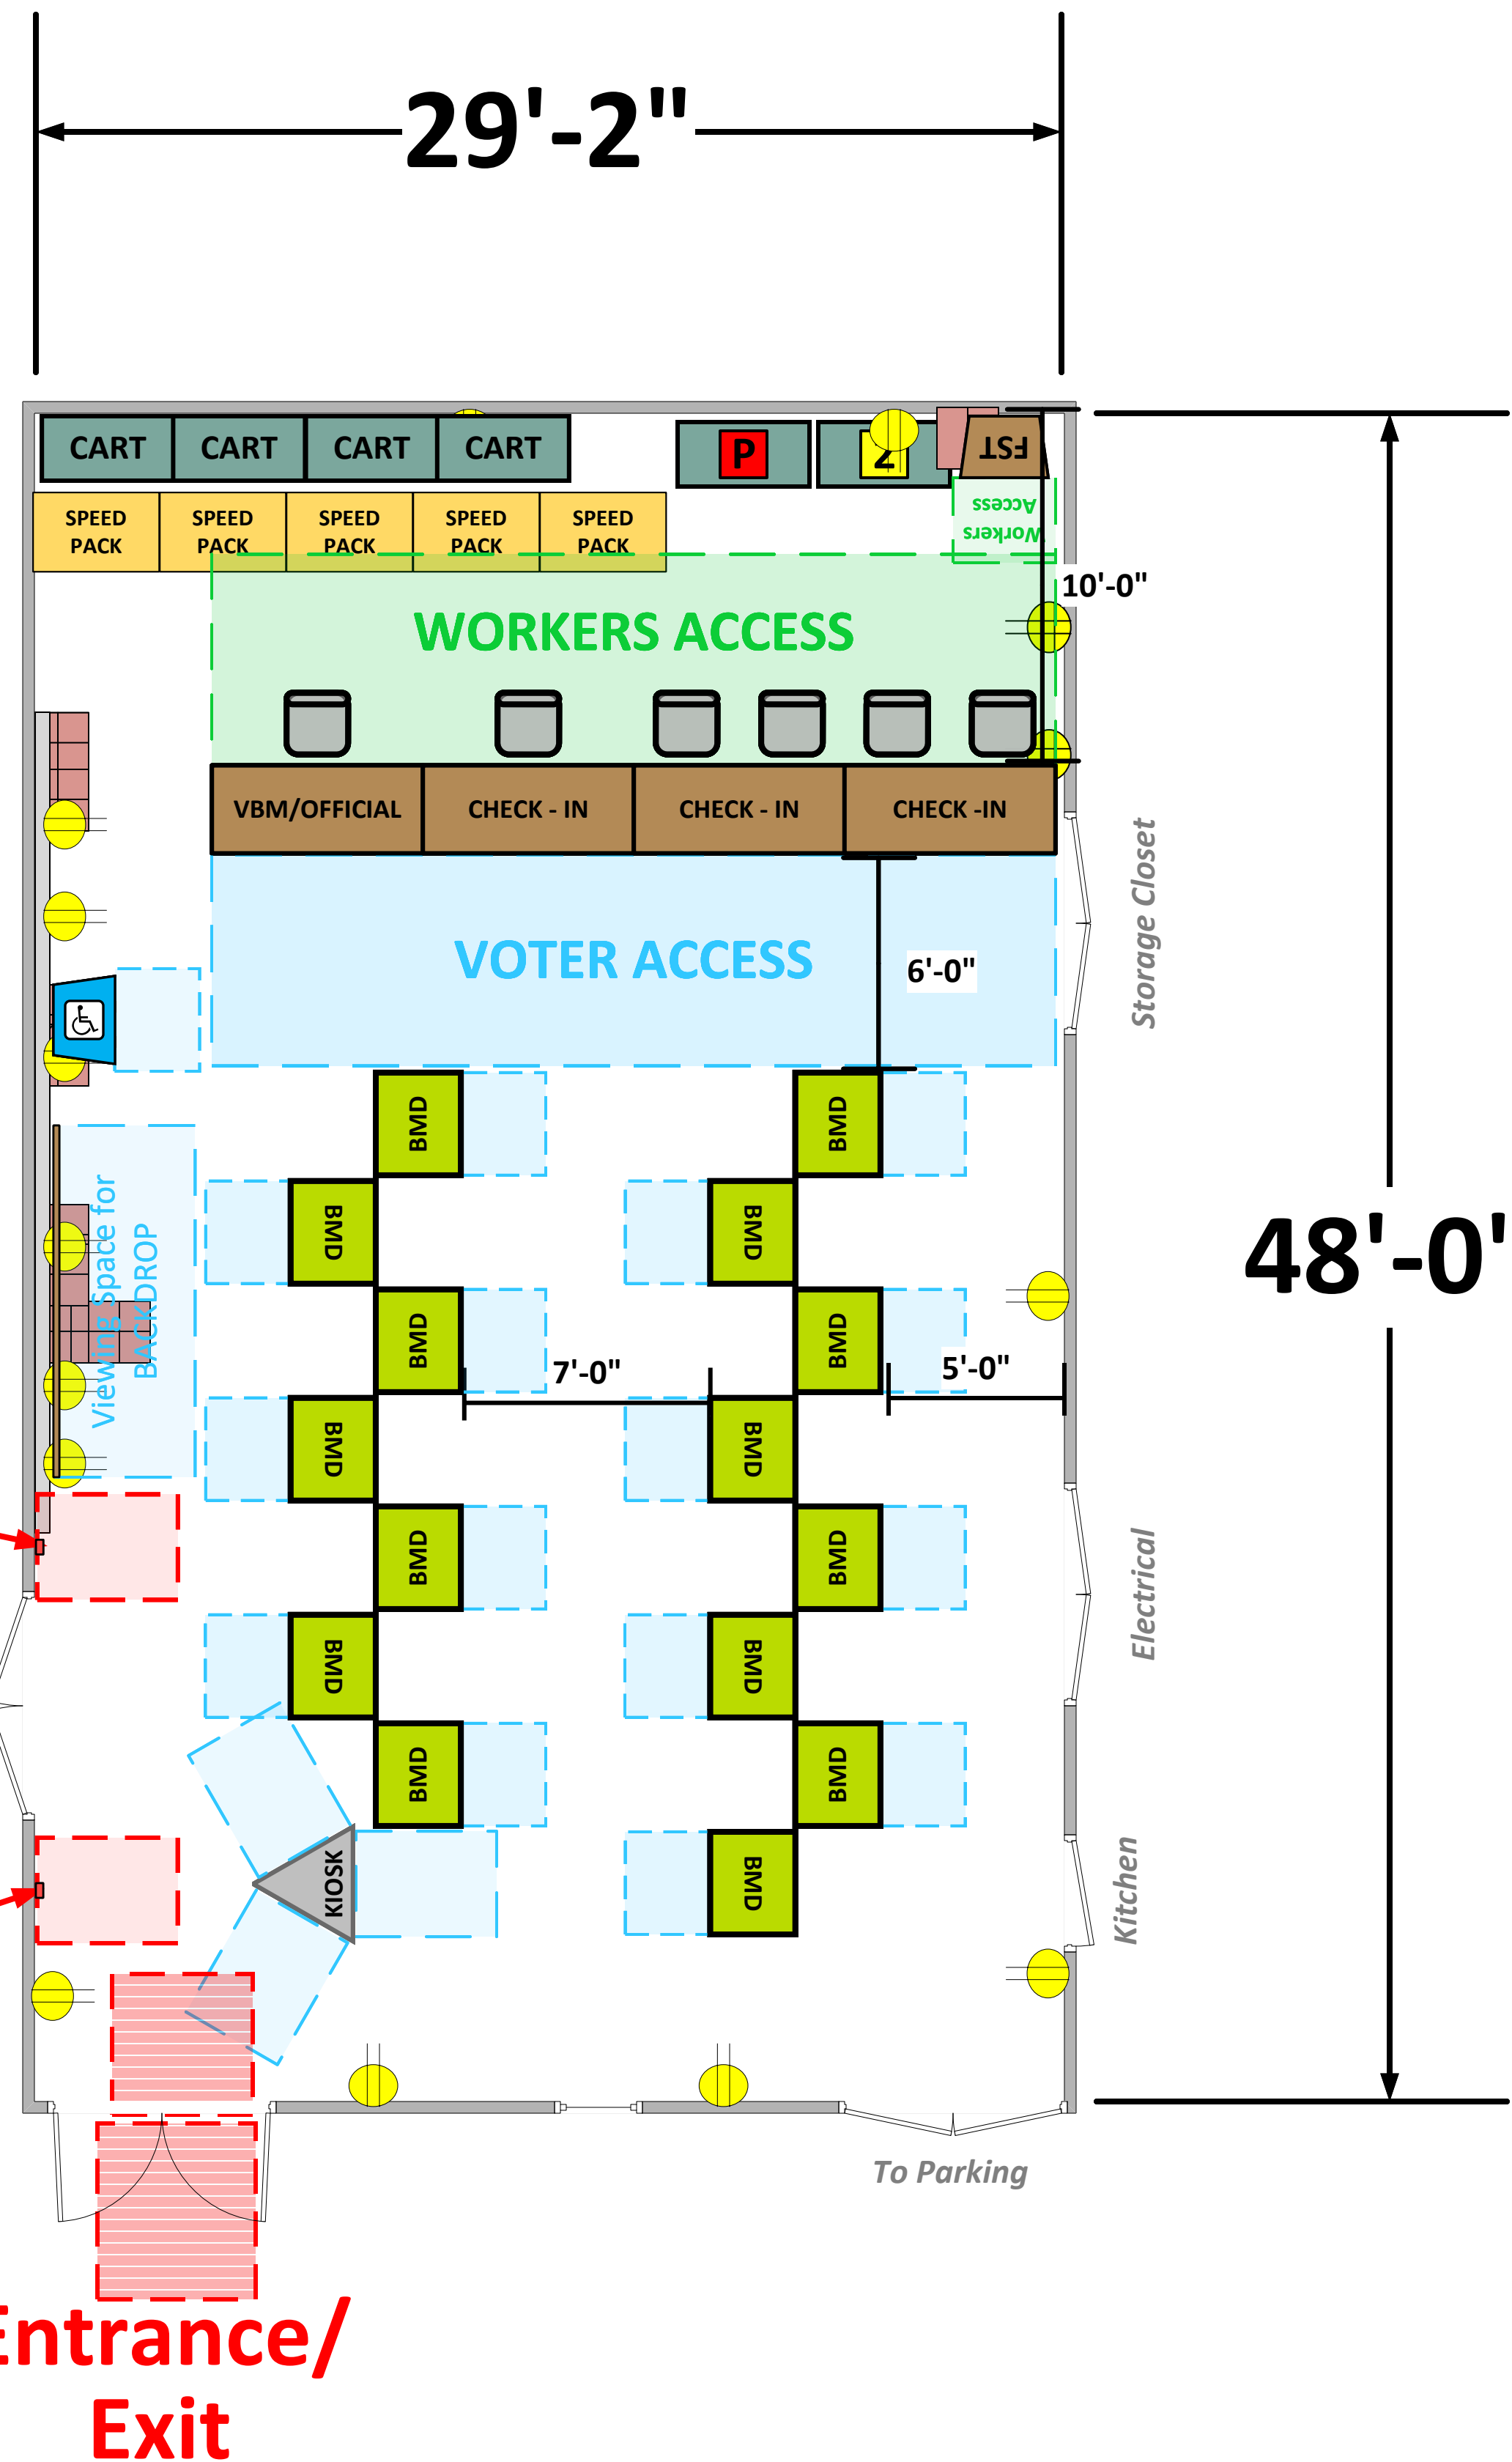 29'-2"
CART CART CART CART
P 2 FST
SPEED PACK SPEED PACK SPEED PACK SPEED PACK SPEED PACK
Workers
Access
10'-0"
WORKERS ACCESS
VBM/OFFICIAL CHECK - IN CHECK - IN CHECK -IN
VOTER ACCESS
6'-0"
Storage Closet
BMD BMD
BMD BMD
Viewing Space for
BACKDROP
48'-0'
BMD BMD
7'-0"
5'-0"
BMD BMD
BMD BMD
Electrical
BMD BMD
BMD BMD
KIOSK
BMD
Kitchen
To Parking
Entrance/
Exit